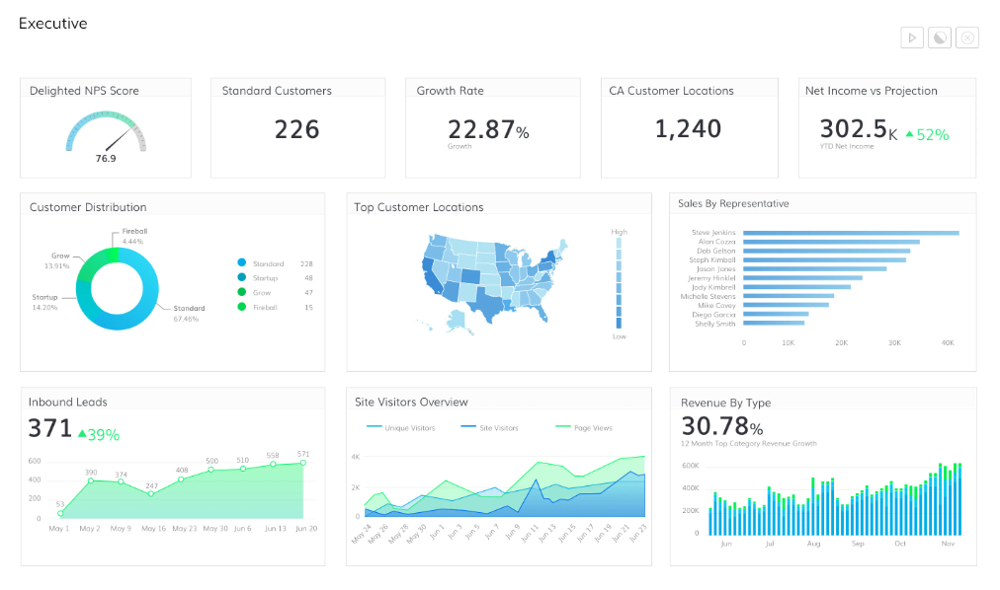 Executive
Delighted NPS Score
76.9
Standard Customers
226
Growth Rate
22.87%
Growth
CA Customer Locations
1,240
Net Income vs Projection
302.5K 52%
YTD Net Income
Customer Distribution
Fireball
4.44%
Grow
13.91%
Startup
14.20%
Standard
67.46%
Standard 228
Startup 48
Grow 47
Fireball 15
Top Customer Locations
High
Low
Sales By Representative
Steve Jenkins
Alan Cozza
Dob Gelson
Steph Kimball
Jason Jones
Jeremy Hinklel
Jody Kimbrell
Michelle Stevens
Mike Covey
Diego Garcia
Shelly Smith
0 10K 20K 30K 40K
Inbound Leads
371 39%
600
400
200
0
53 390 374 247 408 500 510 558 571
May 1 May 2 May 9 May 16 May 23 May 30 Jun 6 Jun 13 Jun 20
Site Visitors Overview
Unique Visitors Site Visitors Page Views
4K
2K
0
May 24 May 26 May 28 May 30 Jun 1 Jun 3 Jun 5 Jun 7 Jun 9 Jun 11 Jun 13 Jun 15 Jun 17 Jun 19 Jun 21 Jun 23
Revenue By Type
30.78%
12 Month Top Category Revenue Growth
600K
400K
200K
0
Jun Jul Aug Sep Oct Nov